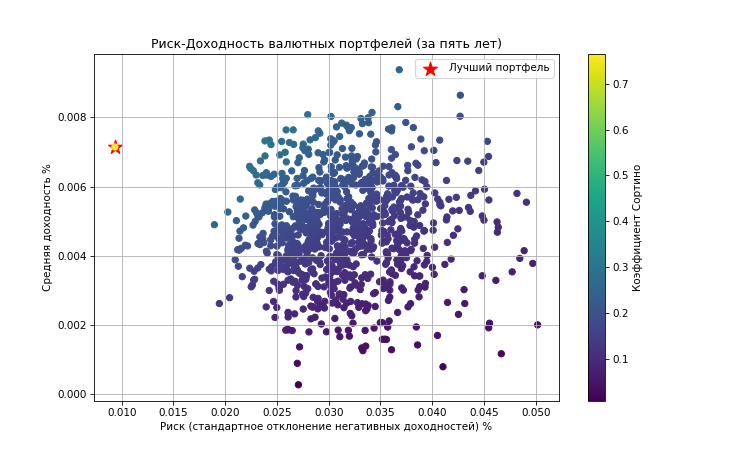 Риск-Доходность валютных портфелей (за пять лет)
Лучший портфель
Средняя доходность %
0.008
0.006
0.004
0.002
0.000
0.010 0.015 0.020 0.025 0.030 0.035 0.040 0.045 0.050
Риск (стандартное отклонение негативных доходностей) %
0.7
0.6
0.5
0.4
0.3
0.2
0.1
Коэффициент Сортино